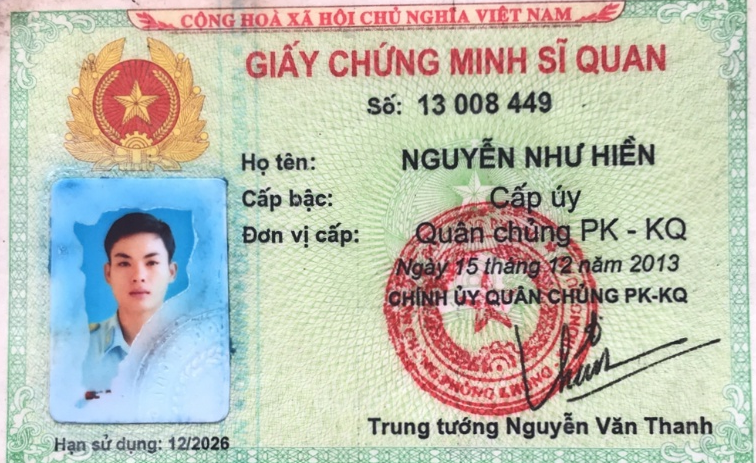 CỘNG HOÀ XÃ HỘI CHỦ NGHĨA VIỆT NAM
GIẤY CHỨNG MINH SĨ QUAN
Số: 13 008 449
Họ tên: NGUYỄN NHƯ HIỀN
Cấp bậc: Cấp úy
Đơn vị cấp: Quân chủng PK - KQ
Ngày 15 tháng 12 năm 2013
CHÍNH ỦY QUÂN CHỦNG PK-KQ
Trung tướng Nguyễn Văn Thanh
Hạn sử dụng: 12/2026